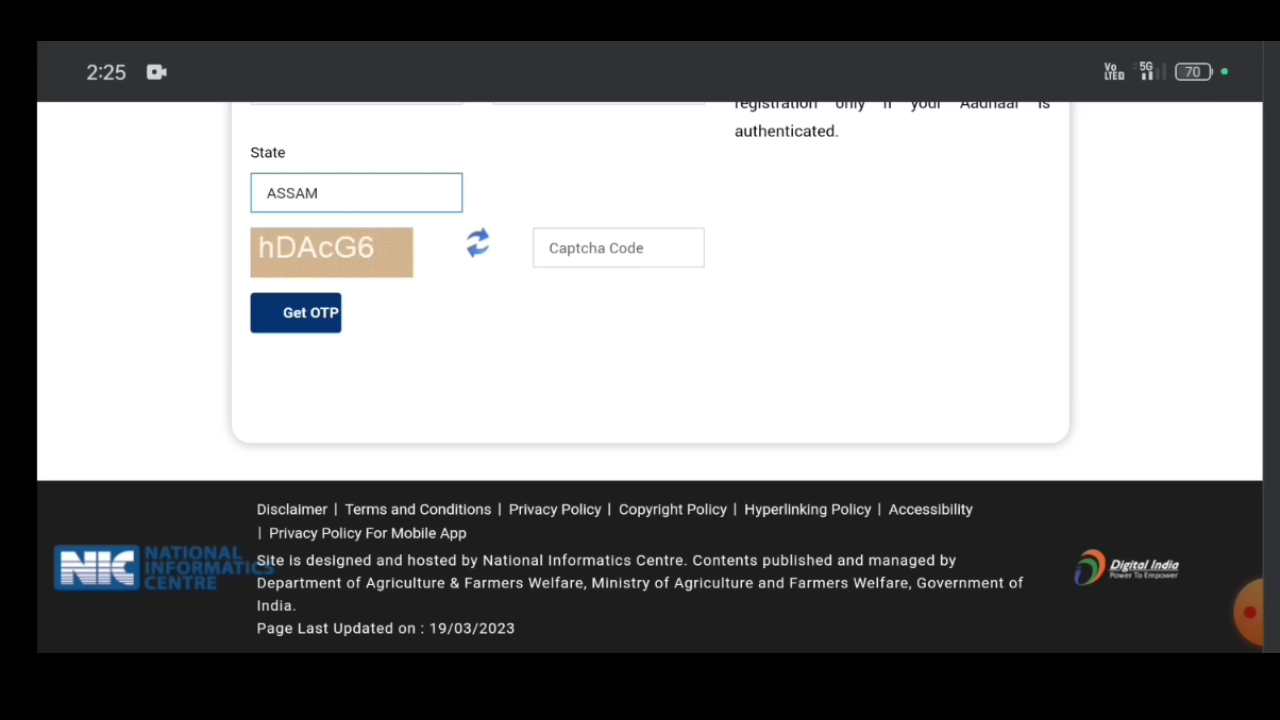 2:25
Vo LTED 5G 70
registration only if your Aadhaar is
authenticated.
State
ASSAM
hDAcG6
Captcha Code
Get OTP
Disclaimer | Terms and Conditions | Privacy Policy | Copyright Policy | Hyperlinking Policy | Accessibility
| Privacy Policy For Mobile App
NIC NATIONAL INFORMATICS CENTRE
Site is designed and hosted by National Informatics Centre. Contents published and managed by
Department of Agriculture & Farmers Welfare, Ministry of Agriculture and Farmers Welfare, Government of
India.
Page Last Updated on : 19/03/2023
Digital India
Power To Empower